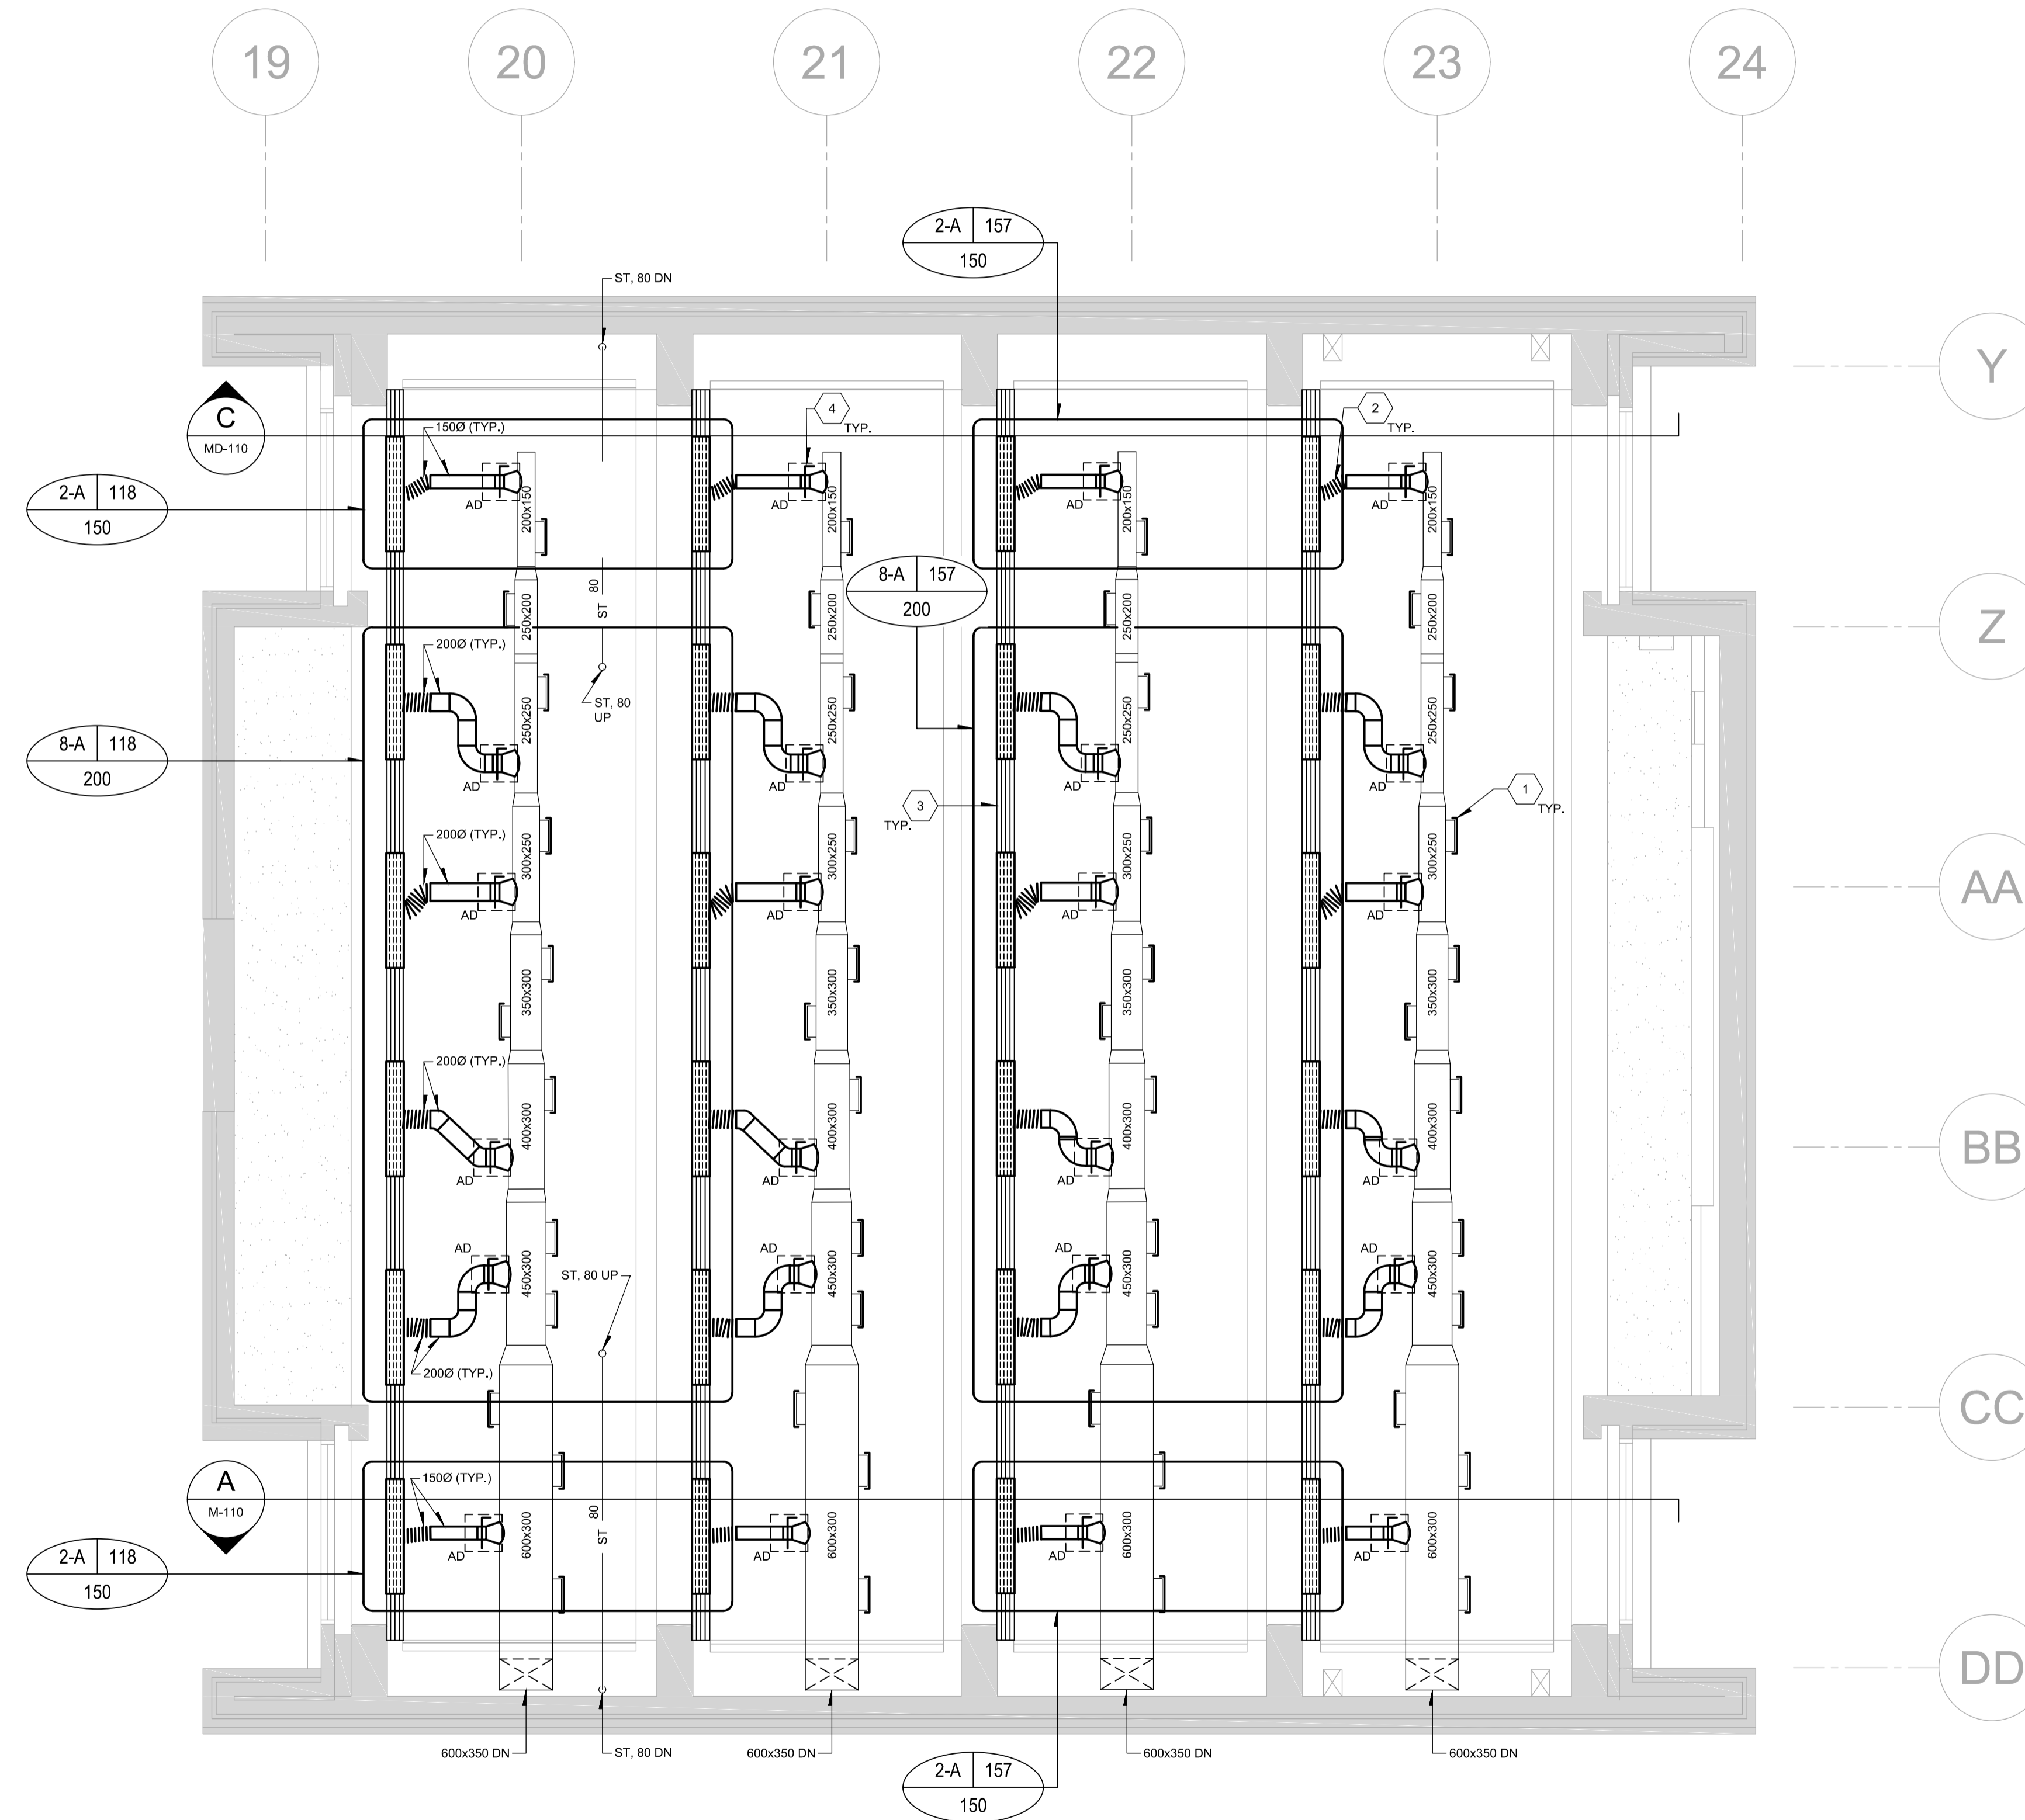 19 20 21 22 23 24
2-A 157
150
ST, 80 DN
Y
C
MD-110
150Ø (TYP.)
4
TYP.
2
TYP.
2-A 118
150
AD AD AD AD
200x150 200x150 200x150 200x150
8-A 157
200
ST 80
250x200 250x200 250x200 250x200
Z
200Ø (TYP.)
ST, 80
UP
250x250 250x250 250x250 250x250
8-A 118
200
AD AD AD AD
3
TYP.
1
TYP.
200Ø (TYP.)
300x250 300x250 300x250 300x250
AA
AD AD AD AD
350x300 350x300 350x300 350x300
200Ø (TYP.)
400x300 400x300 400x300 400x300
BB
AD AD AD AD
AD AD AD AD
ST, 80 UP
450x300 450x300 450x300 450x300
200Ø (TYP.)
CC
A
M-110
150Ø (TYP.)
ST 80
600x300 600x300 600x300 600x300
AD AD AD AD
2-A 118
150
DD
600x350 DN ST, 80 DN 600x350 DN 600x350 DN 600x350 DN
2-A 157
150